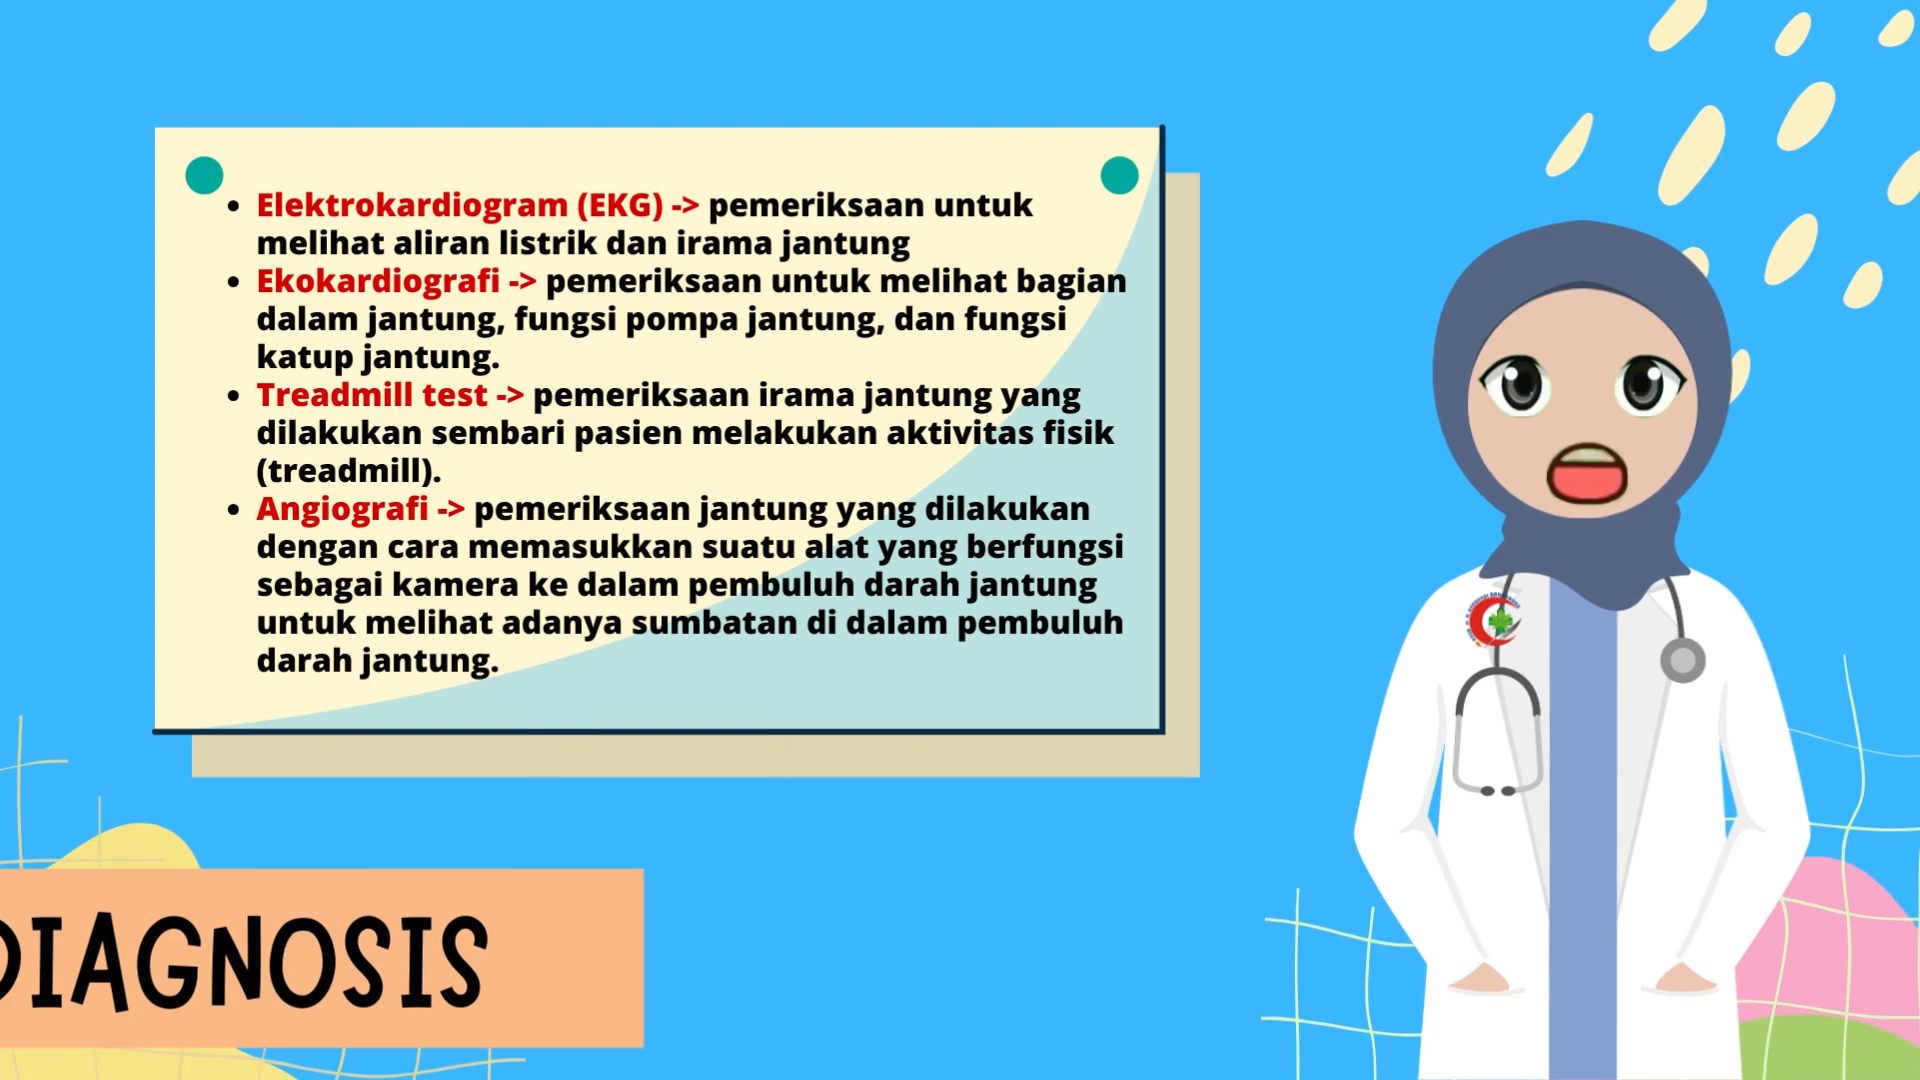 • Elektrokardiogram (EKG) -> pemeriksaan untuk
melihat aliran listrik dan irama jantung
• Ekokardiografi -> pemeriksaan untuk melihat bagian
dalam jantung, fungsi pompa jantung, dan fungsi
katup jantung.
• Treadmill test -> pemeriksaan irama jantung yang
dilakukan sembari pasien melakukan aktivitas fisik
(treadmill).
• Angiografi -> pemeriksaan jantung yang dilakukan
dengan cara memasukkan suatu alat yang berfungsi
sebagai kamera ke dalam pembuluh darah jantung
untuk melihat adanya sumbatan di dalam pembuluh
darah jantung.
DIAGNOSIS